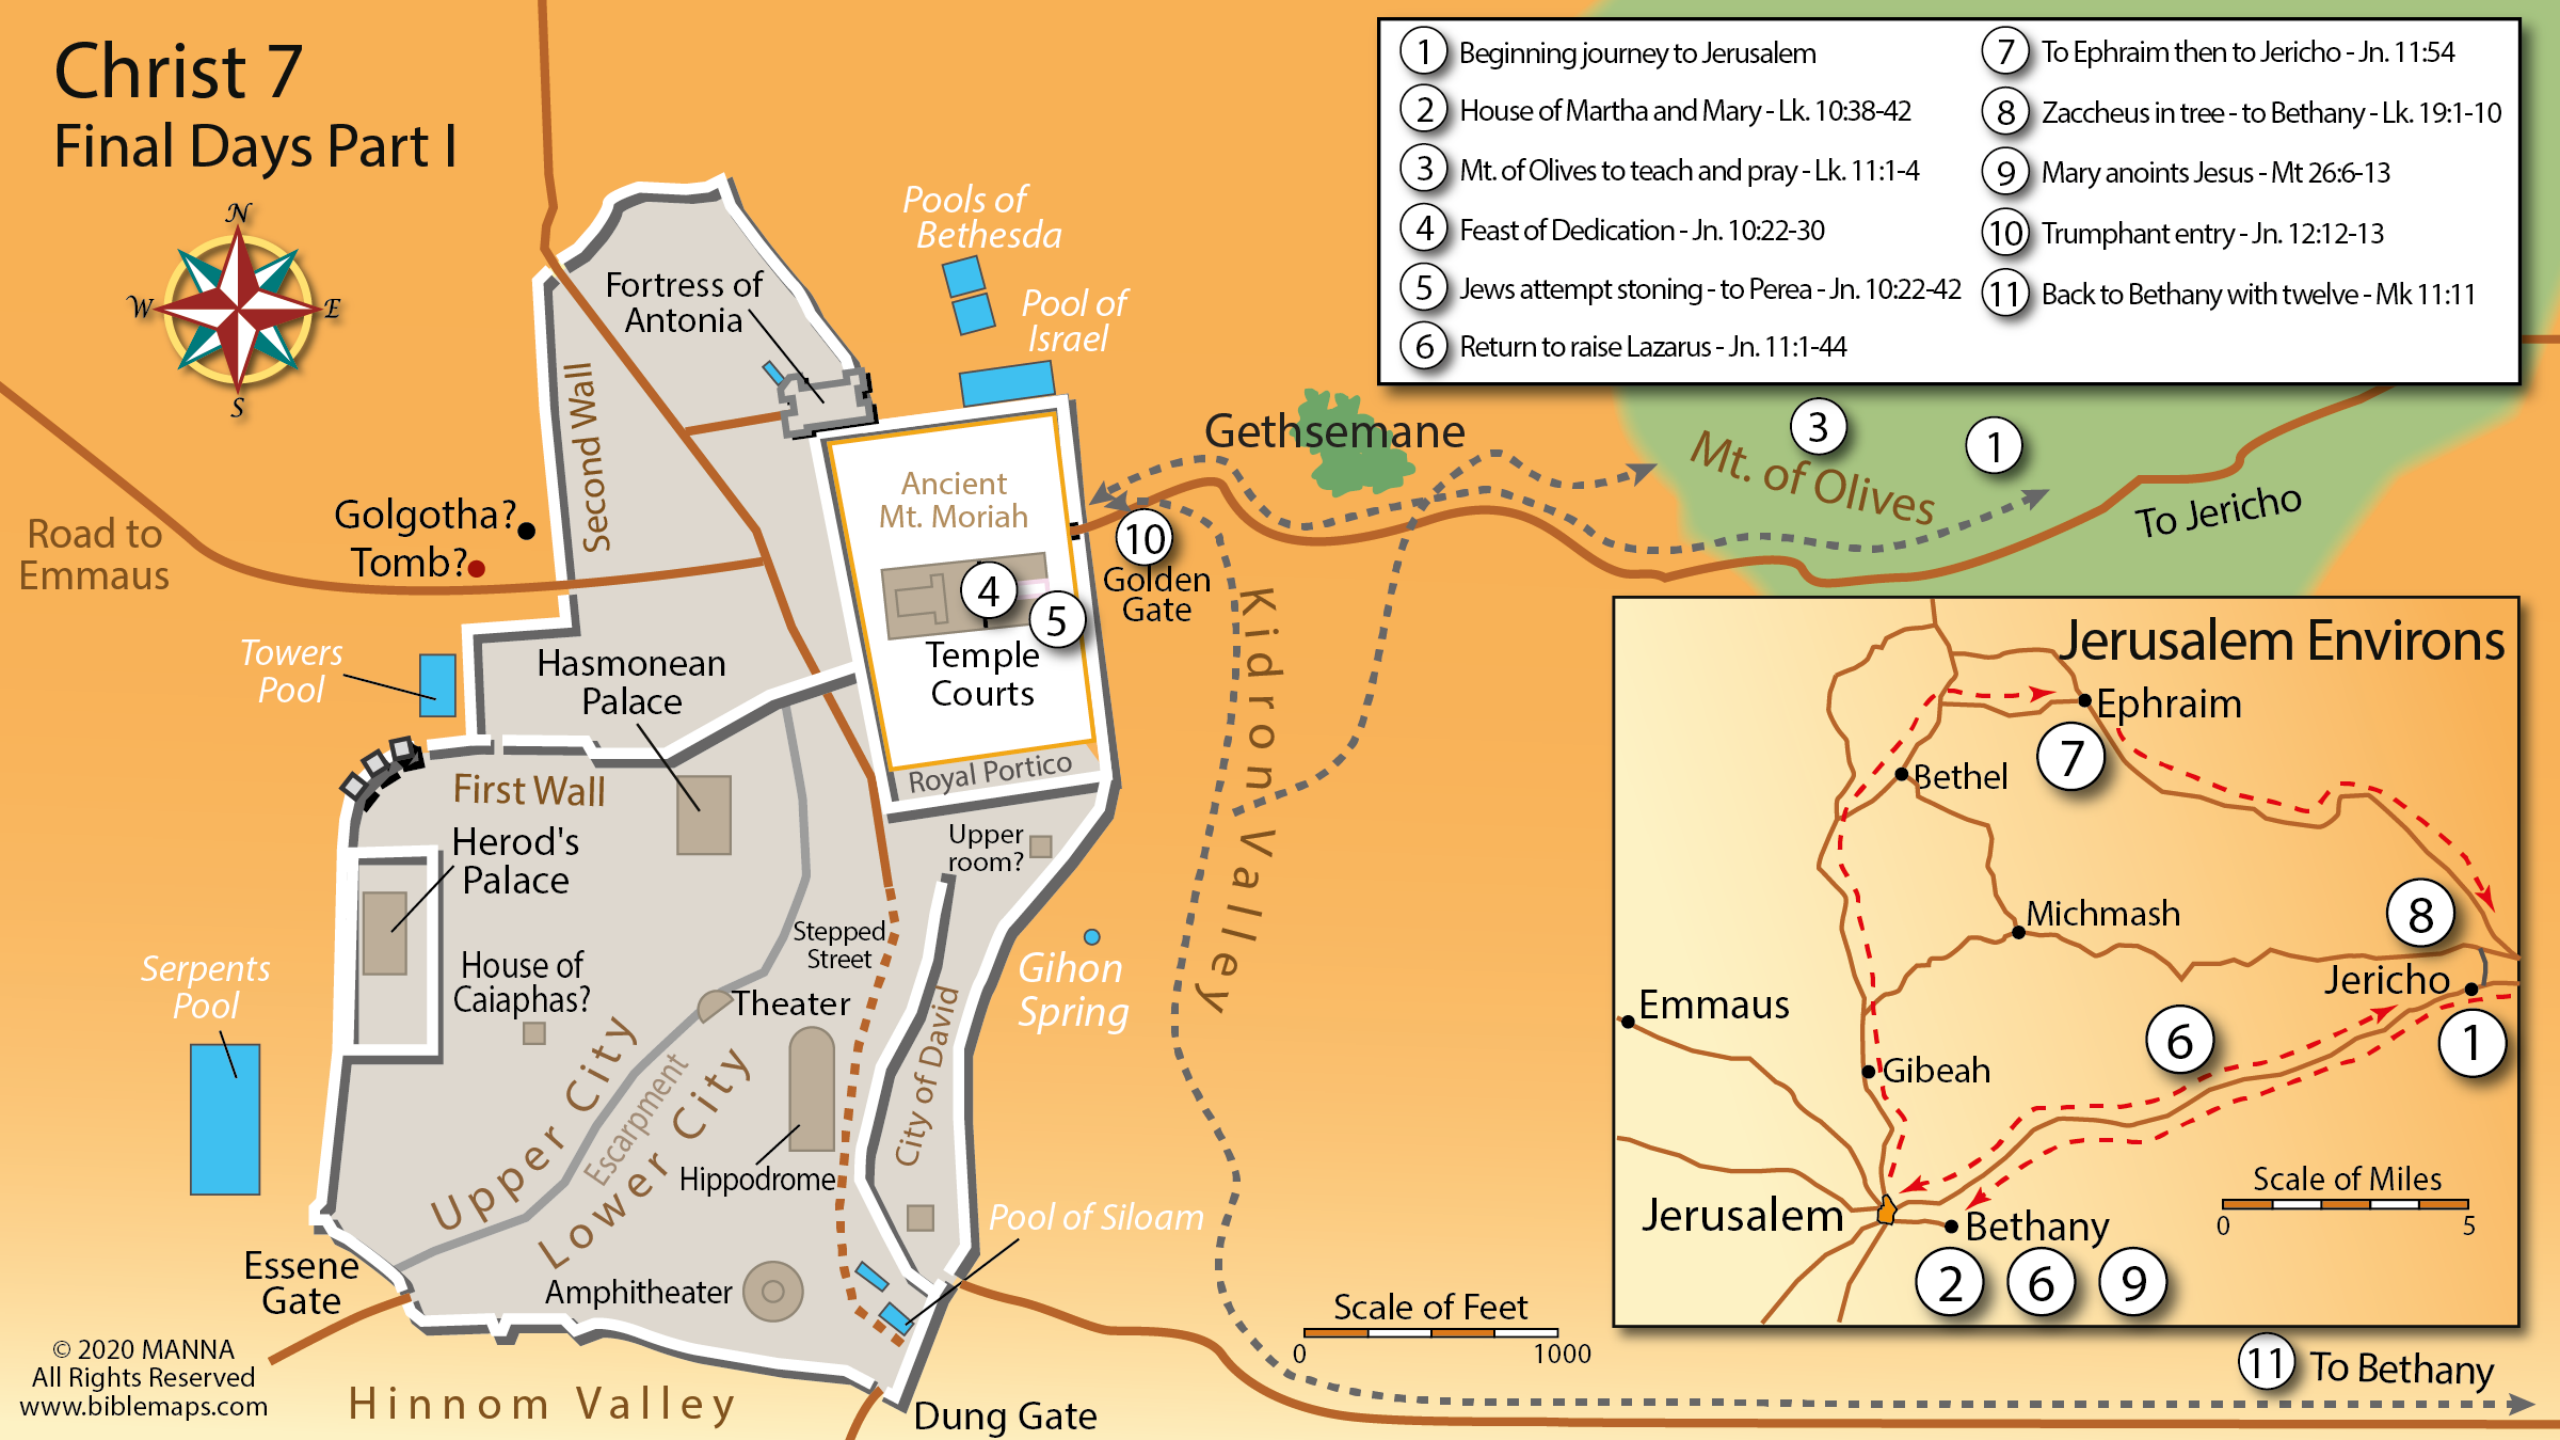 Christ 7
Final Days Part I
N
W
E
S
1 Beginning journey to Jerusalem
2 House of Martha and Mary - Lk. 10:38-42
3 Mt. of Olives to teach and pray - Lk. 11:1-4
4 Feast of Dedication - Jn. 10:22-30
5 Jews attempt stoning - to Perea - Jn. 10:22-42
6 Return to raise Lazarus - Jn. 11:1-44
7 To Ephraim then to Jericho - Jn. 11:54
8 Zaccheus in tree - to Bethany - Lk. 19:1-10
9 Mary anoints Jesus - Mt 26:6-13
10 Trumphant entry - Jn. 12:12-13
11 Back to Bethany with twelve - Mk 11:11
Pools of
Bethesda
Pool of
Israel
Fortress of
Antonia
Second Wall
Gethsemane
3
1
Mt. of Olives
To Jericho
Ancient
Mt. Moriah
Golgotha?
Tomb?
Road to
Emmaus
10
Golden
Gate
4
5
Temple
Courts
Royal Portico
Kidron Valley
Towers
Pool
Hasmonean
Palace
First Wall
Herod's
Palace
Upper
room?
Stepped
Street
House of
Caiaphas?
Serpents
Pool
Theater
Gihon
Spring
City of David
Upper City
Escarpment
Lower City
Hippodrome
Pool of Siloam
Essene
Gate
Amphitheater
Hinnom Valley
Dung Gate
Scale of Feet
0
1000
Jerusalem Environs
Ephraim
7
Bethel
Michmash
8
Jericho
1
Emmaus
6
Gibeah
Jerusalem
Bethany
2
6
9
Scale of Miles
0
5
11
To Bethany
© 2020 MANNA
All Rights Reserved
www.biblemaps.com